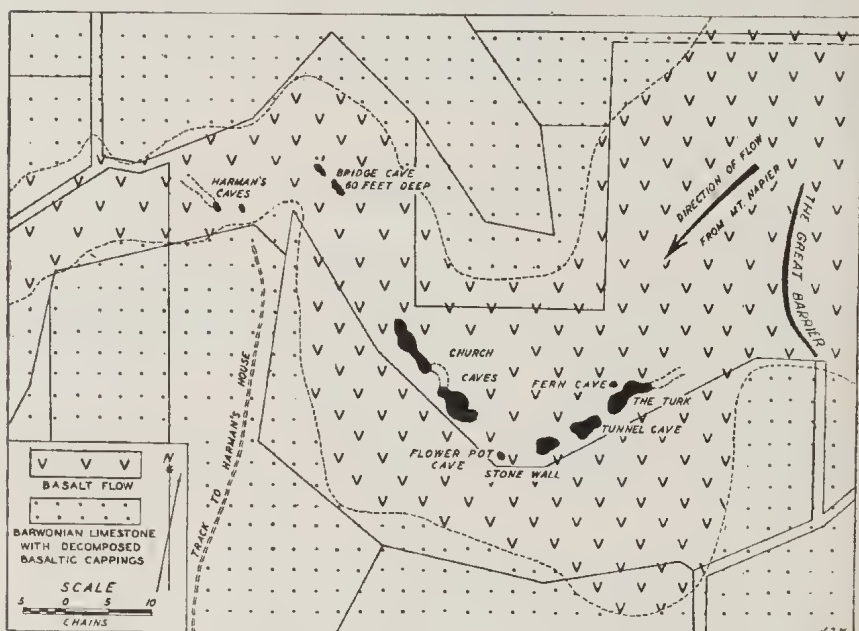 HARMAN'S
CAVES
BRIDGE CAVE
60 FEET DEEP
DIRECTION OF FLOW
FROM MT. NAPIER
THE GREAT BARRIER
CHURCH
CAVES
FERN CAVE
THE TURK
TUNNEL CAVE
FLOWER POT
CAVE
STONE WALL
TRACK TO HARMAN'S HOUSE
V V V V
BASALT FLOW
N
BARWONIAN LIMESTONE
WITH DECOMPOSED
BASALTIC CAPPINGS
SCALE
5 0 5 10
CHAINS